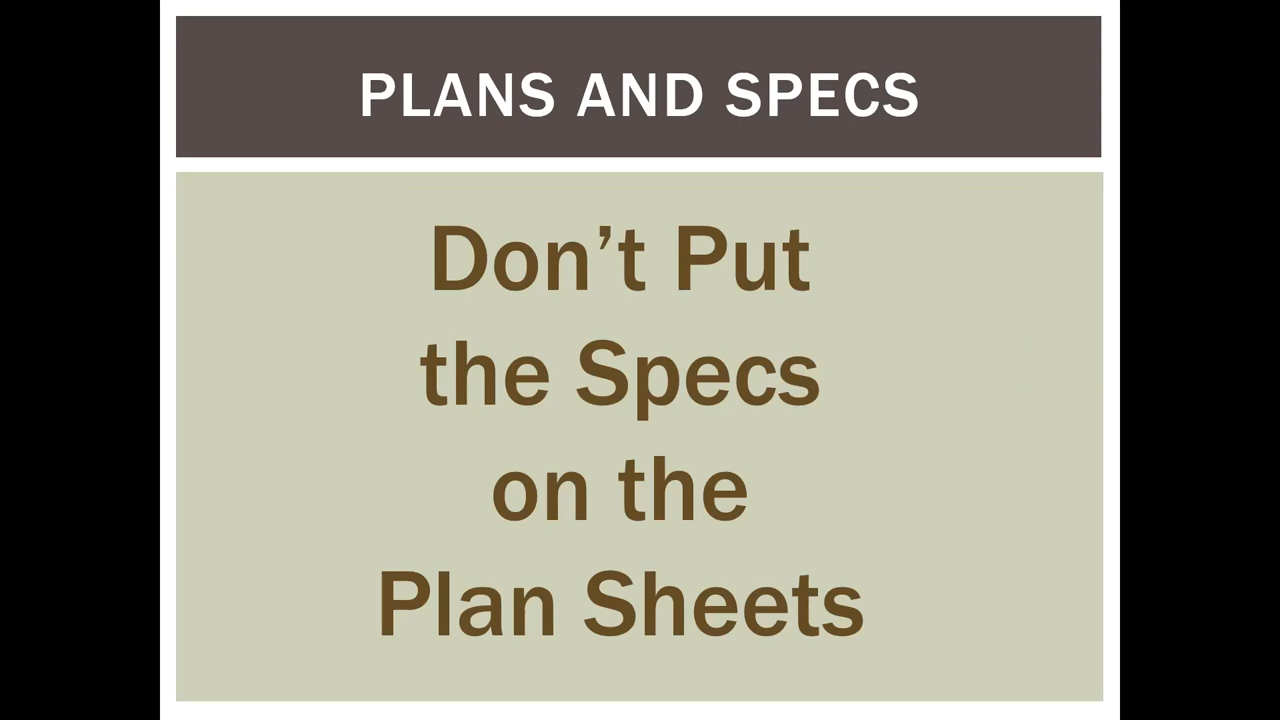 PLANS AND SPECS
Don’t Put
the Specs
on the
Plan Sheets